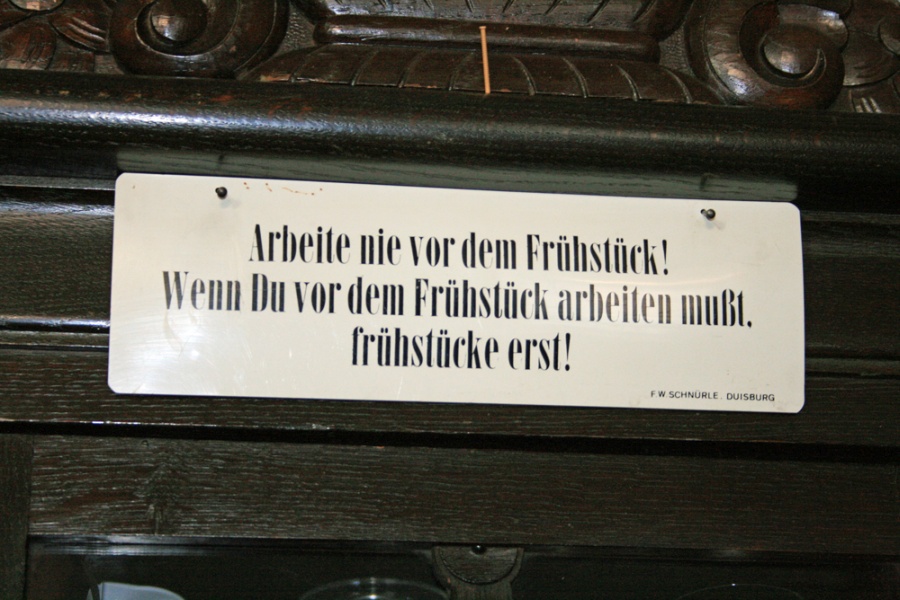 Arbeite nie vor dem Frühstück!
Wenn Du vor dem Frühstück arbeiten mußt,
frühstücke erst!
F.W. SCHNÜRLE. DUISBURG